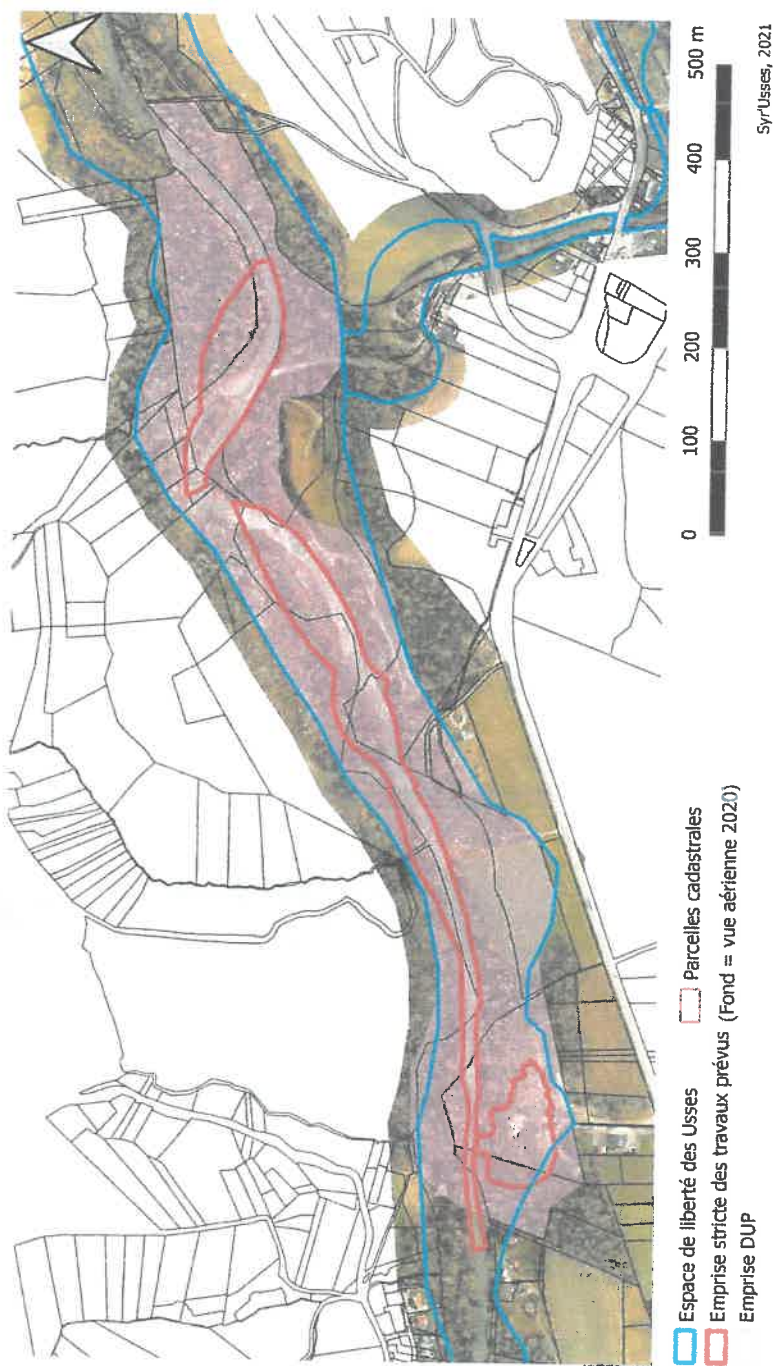 Espace de liberté des Usses
Emprise stricte des travaux prévus (Fond = vue aérienne 2020)
Emprise DUP
Parcelles cadastrales
0 100 200 300 400 500 m
Syr'Usses, 2021